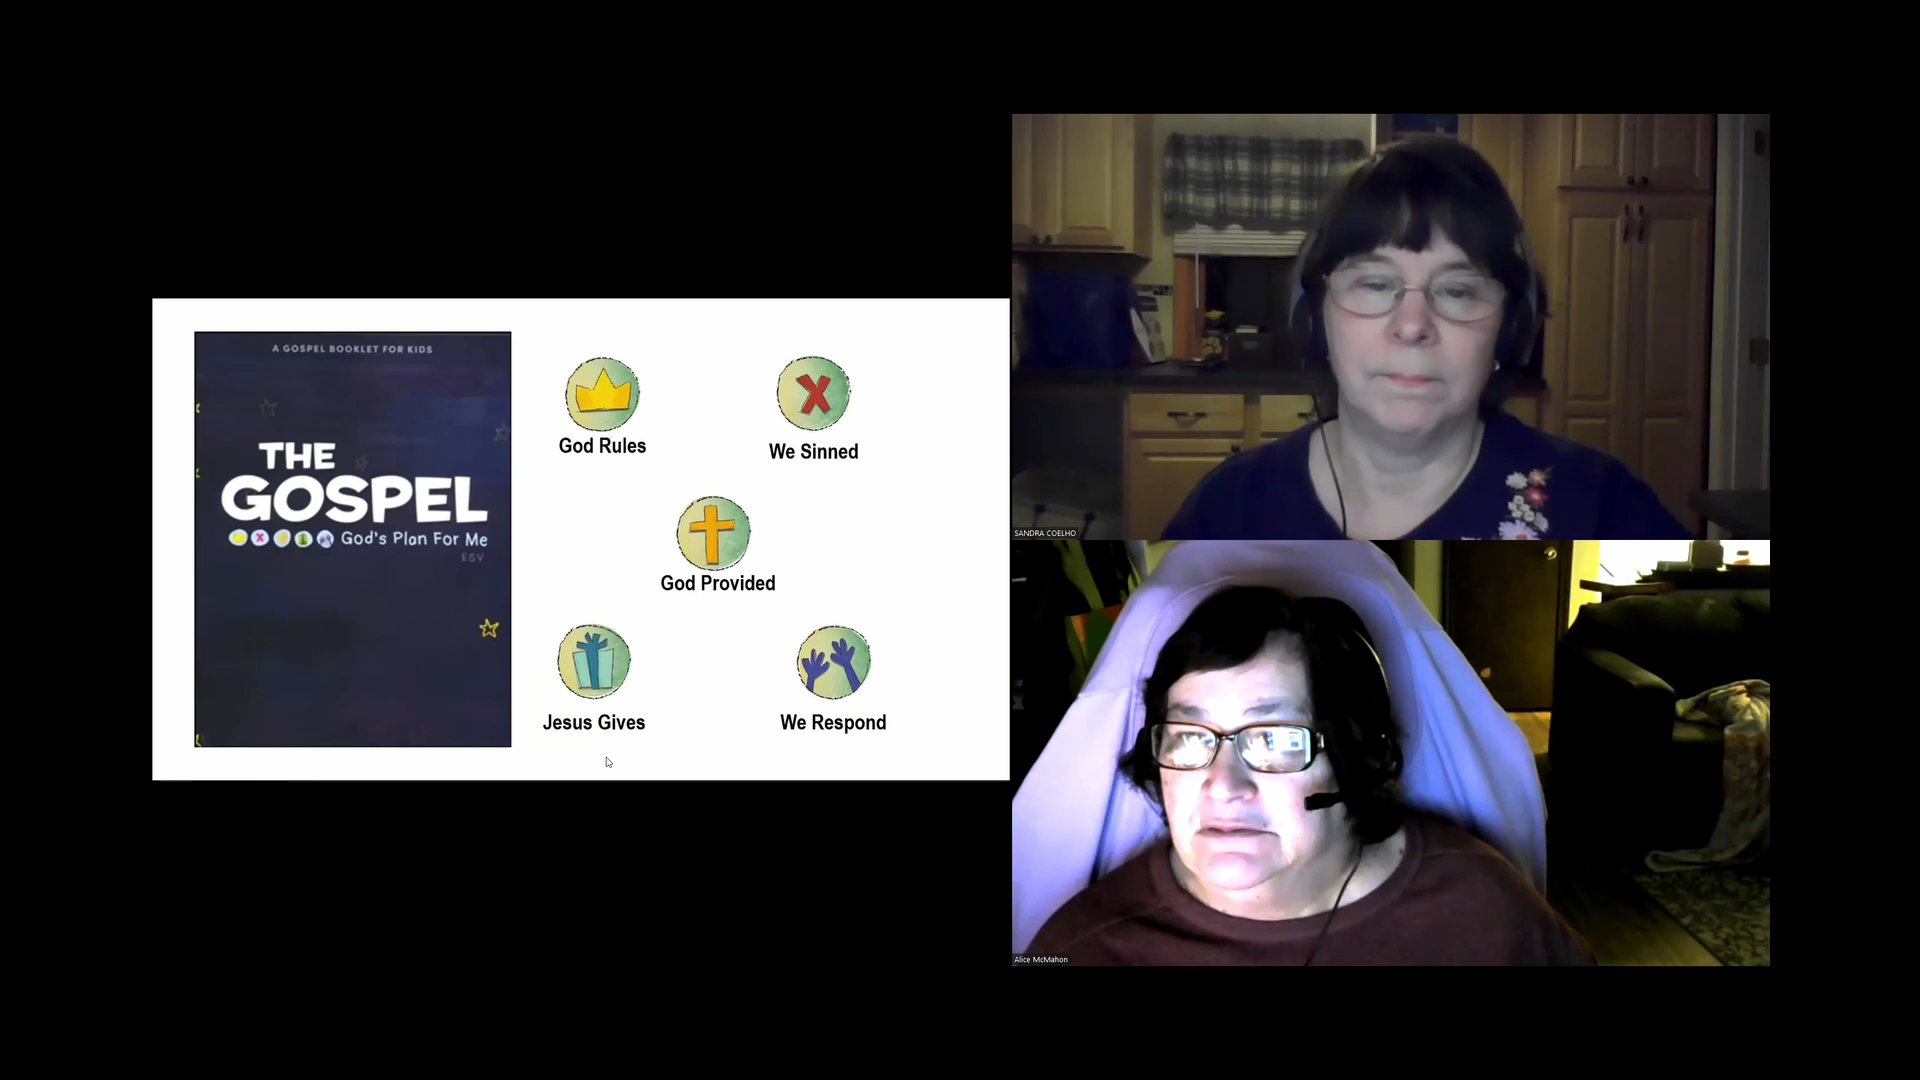 A GOSPEL BOOKLET FOR KIDS
THE
GOSPEL
God's Plan For Me
ESV
God Rules
We Sinned
God Provided
Jesus Gives
We Respond
SANDRA COELHO
Alice McMahon